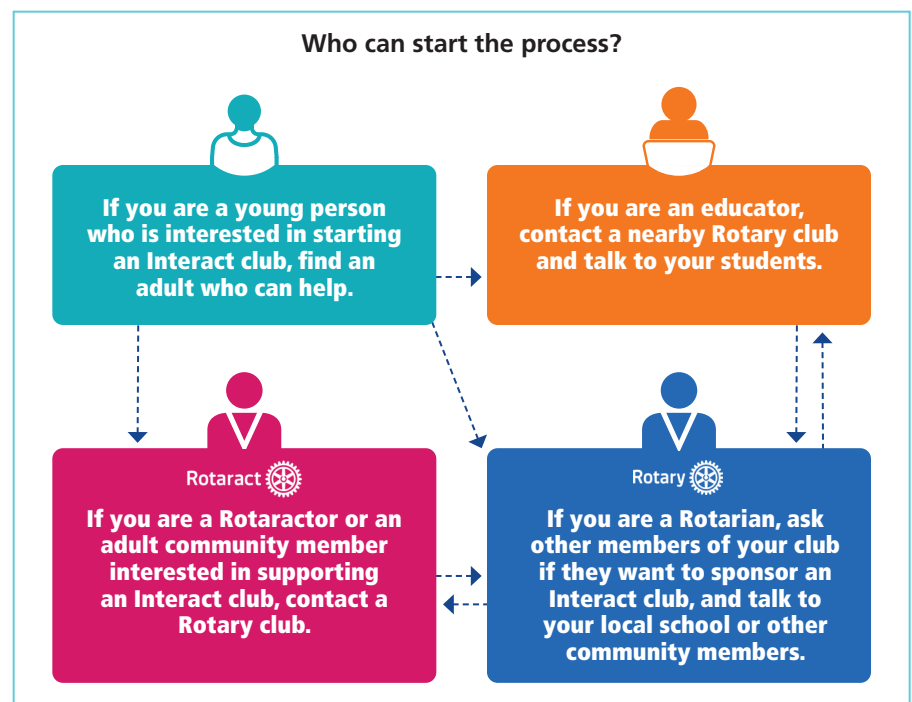 Who can start the process?
If you are a young person
who is interested in starting
an Interact club, find an
adult who can help.
If you are an educator,
contact a nearby Rotary club
and talk to your students.
Rotaract
If you are a Rotaractor or an
adult community member
interested in supporting
an Interact club, contact a
Rotary club.
Rotary
If you are a Rotarian, ask
other members of your club
if they want to sponsor an
Interact club, and talk to
your local school or other
community members.